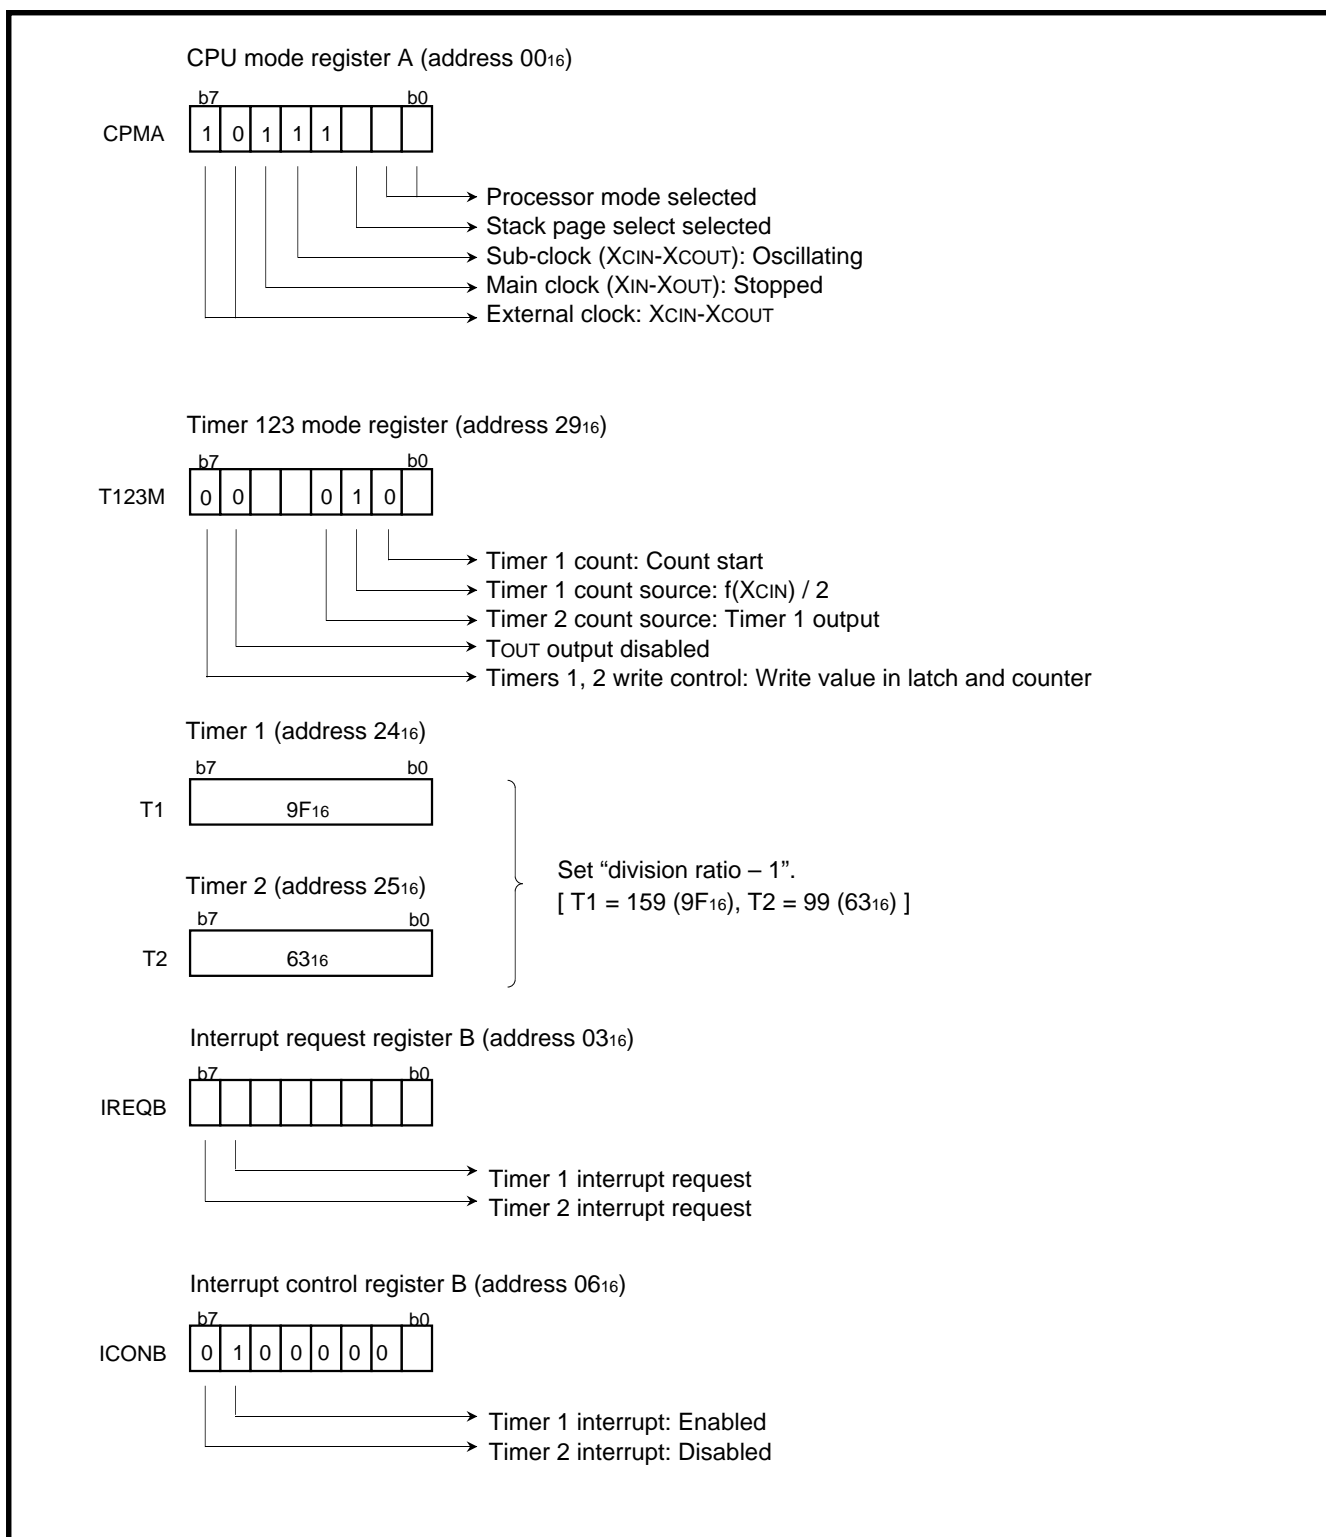 CPU mode register A (address 0016)
b7 b0
CPMA 1 0 1 1 1
Processor mode selected
Stack page select selected
Sub-clock (XCIN-XCOUT): Oscillating
Main clock (XIN-XOUT): Stopped
External clock: XCIN-XCOUT
Timer 123 mode register (address 2916)
b7 b0
T123M 0 0 0 1 0
Timer 1 count: Count start
Timer 1 count source: f(XCIN) / 2
Timer 2 count source: Timer 1 output
TOUT output disabled
Timers 1, 2 write control: Write value in latch and counter
Timer 1 (address 2416)
b7 b0
T1 9F16
Timer 2 (address 2516)
b7 b0
T2 6316
Set “division ratio – 1”.
[ T1 = 159 (9F16), T2 = 99 (6316) ]
Interrupt request register B (address 0316)
b7 b0
IREQB
Timer 1 interrupt request
Timer 2 interrupt request
Interrupt control register B (address 0616)
b7 b0
ICONB 0 1 0 0 0 0 0
Timer 1 interrupt: Enabled
Timer 2 interrupt: Disabled